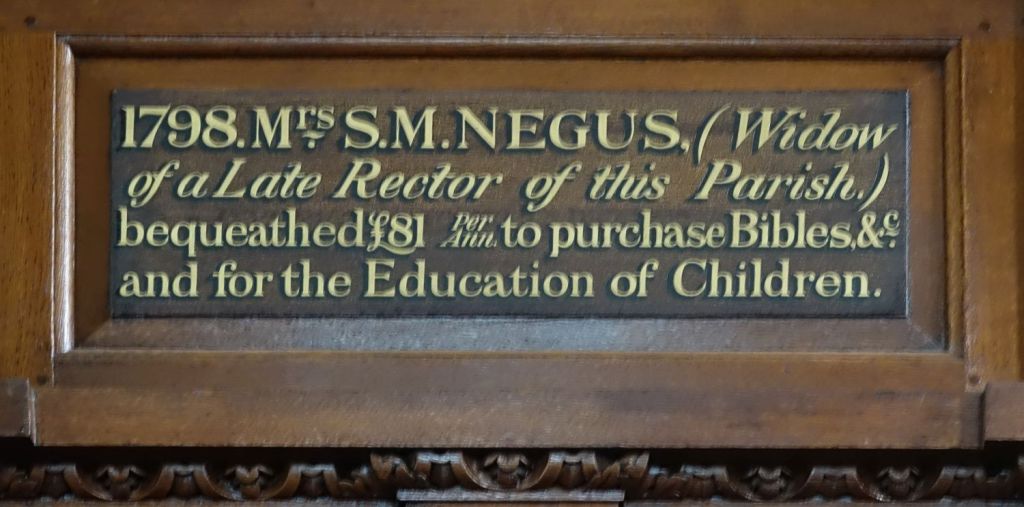 1798. Mrs S.M. NEGUS, (Widow
of a Late Rector of this Parish.)
bequeathed £81 Per Ann. to purchase Bibles, &c.
and for the Education of Children.